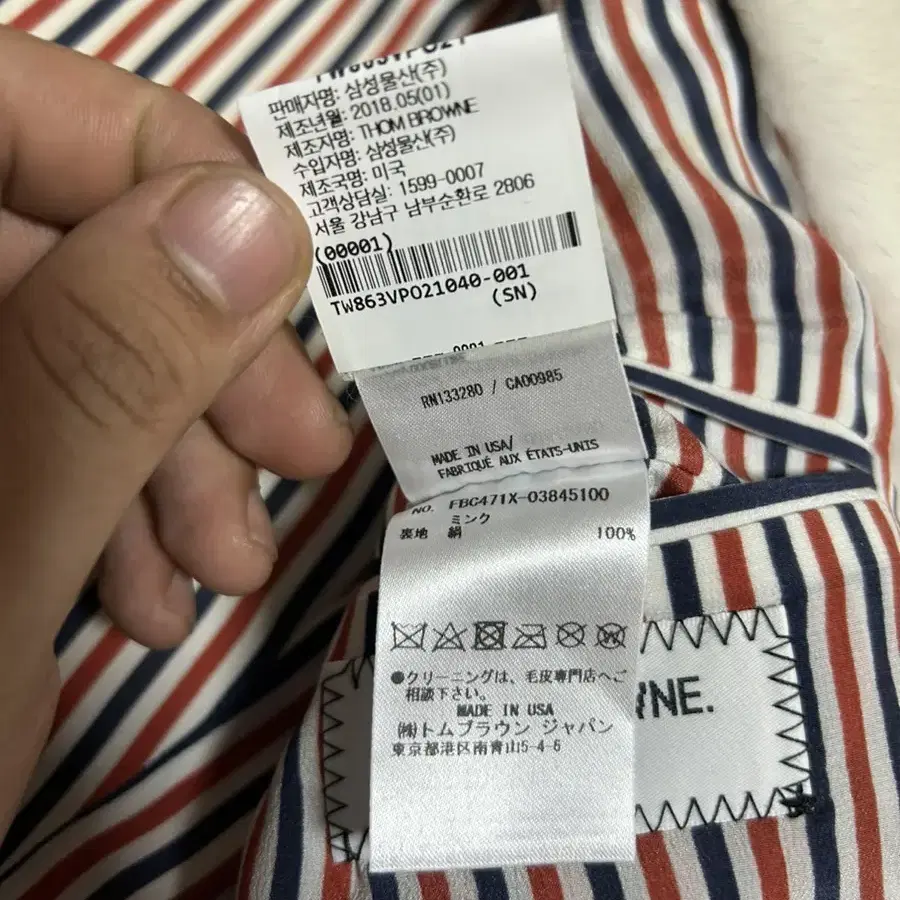 판매자명: 삼성물산(주)
제조년월: 2018.05(01)
제조자명: THOM BROWNE
수입자명: 삼성물산(주)
제조국명: 미국
고객상담실: 1599-0007
서울 강남구 남부순환로 2806
(00001)
TW863VPO21040-001
(SN)
RN133280 / CA00985
MADE IN USA/
FABRIQUÉ AUX ÉTATS-UNIS
NO. FBC471X-03845100
ミンク
裏地 絹 100%
●クリーニングは、毛皮専門店へご
相談下さい。
MADE IN USA
㈱トムブラウン ジャパン
東京都港区南青山5-4-6
NE.